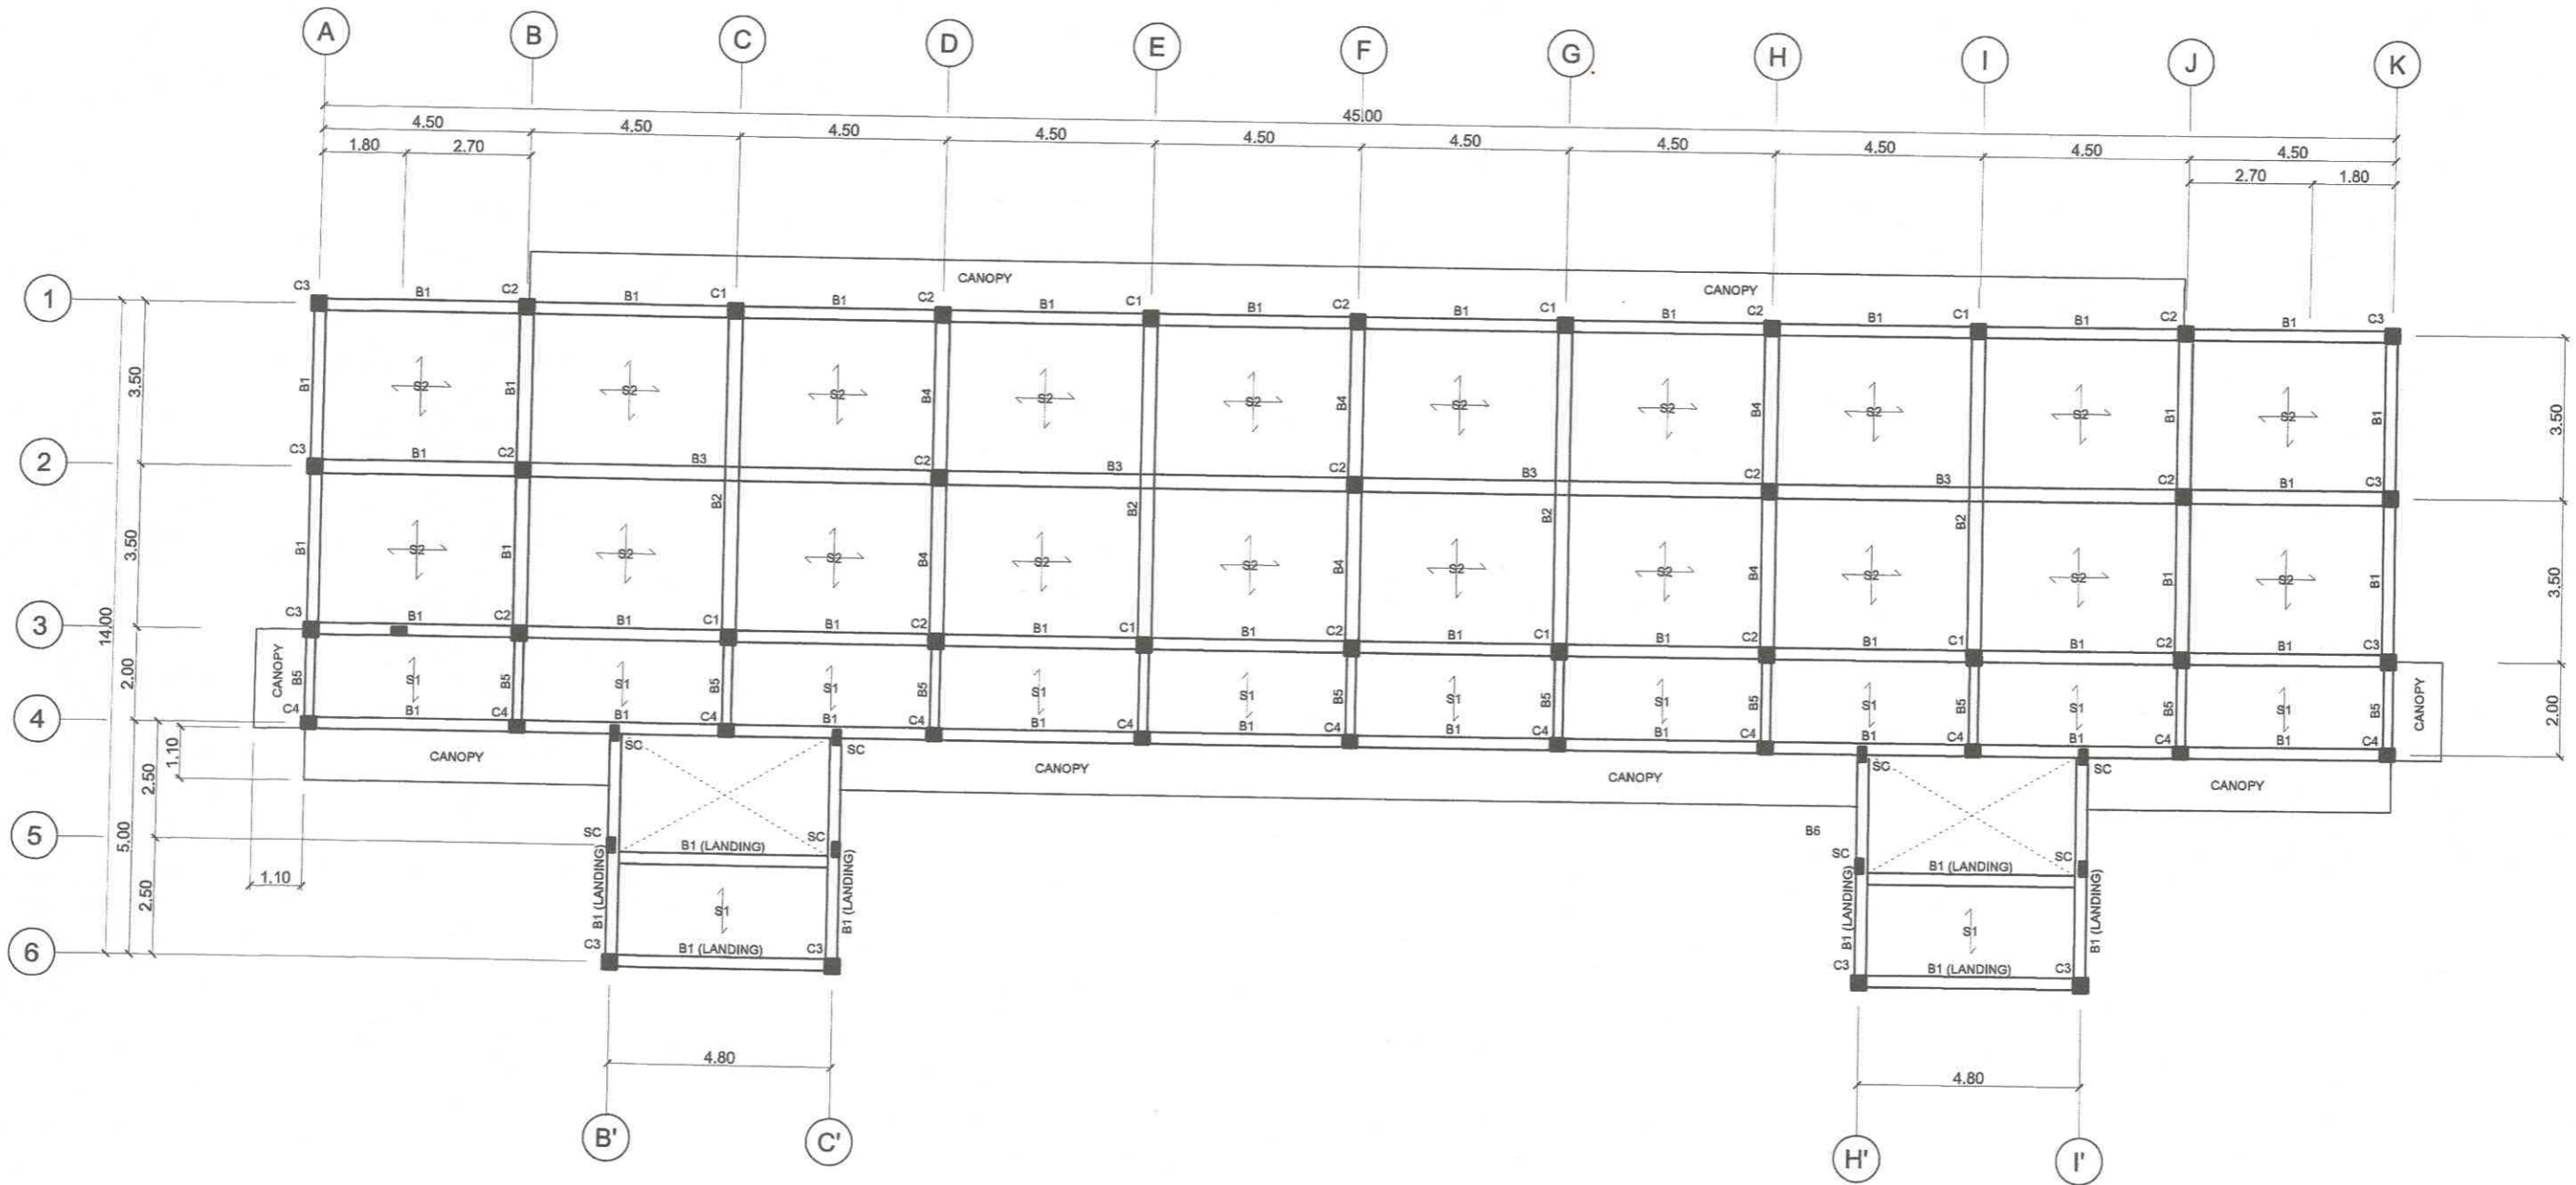 A B C D E F G H I J K
45.00
4.50 4.50 4.50 4.50 4.50 4.50 4.50 4.50 4.50 4.50
1.80 2.70 2.70 1.80
CANOPY CANOPY
1 C3 B1 C2 B1 C1 B1 C2 B1 C1 B1 C2 B1 C1 B1 C2 B1 C1 B1 C2 B1 C3
3.50 B1 S2 B1 S2 S2 B4 S2 S2 B4 S2 S2 B4 S2 S2 B1 S2 B1 3.50
2 C3 B1 C2 B3 C2 B3 C2 B3 C2 B3 C2 B1 C3
B2 B2 B2 B2
3.50 B1 S2 B1 S2 S2 B4 S2 S2 B4 S2 S2 B4 S2 S2 B1 S2 B1 3.50
3 C3 B1 C2 B1 C1 B1 C2 B1 C1 B1 C2 B1 C1 B1 C2 B1 C1 B1 C2 B1 C3
14.00
2.00 CANOPY B5 S1 B5 S1 B5 S1 B5 S1 B5 S1 B5 S1 B5 S1 B5 S1 B5 S1 B5 S1 B5 CANOPY 2.00
4 C4 B1 C4 B1 C4 B1 C4 B1 C4 B1 C4 B1 C4 B1 C4 B1 C4 B1 C4 B1 C4
SC SC SC SC
1.10 CANOPY CANOPY CANOPY CANOPY
2.50
5.00
5 SC SC B6 SC SC
B1 (LANDING) B1 (LANDING)
1.10
2.50 B1 (LANDING) S1 B1 (LANDING) B1 (LANDING) S1 B1 (LANDING)
6 C3 B1 (LANDING) C3 C3 B1 (LANDING) C3
4.80 4.80
B' C' H' I'